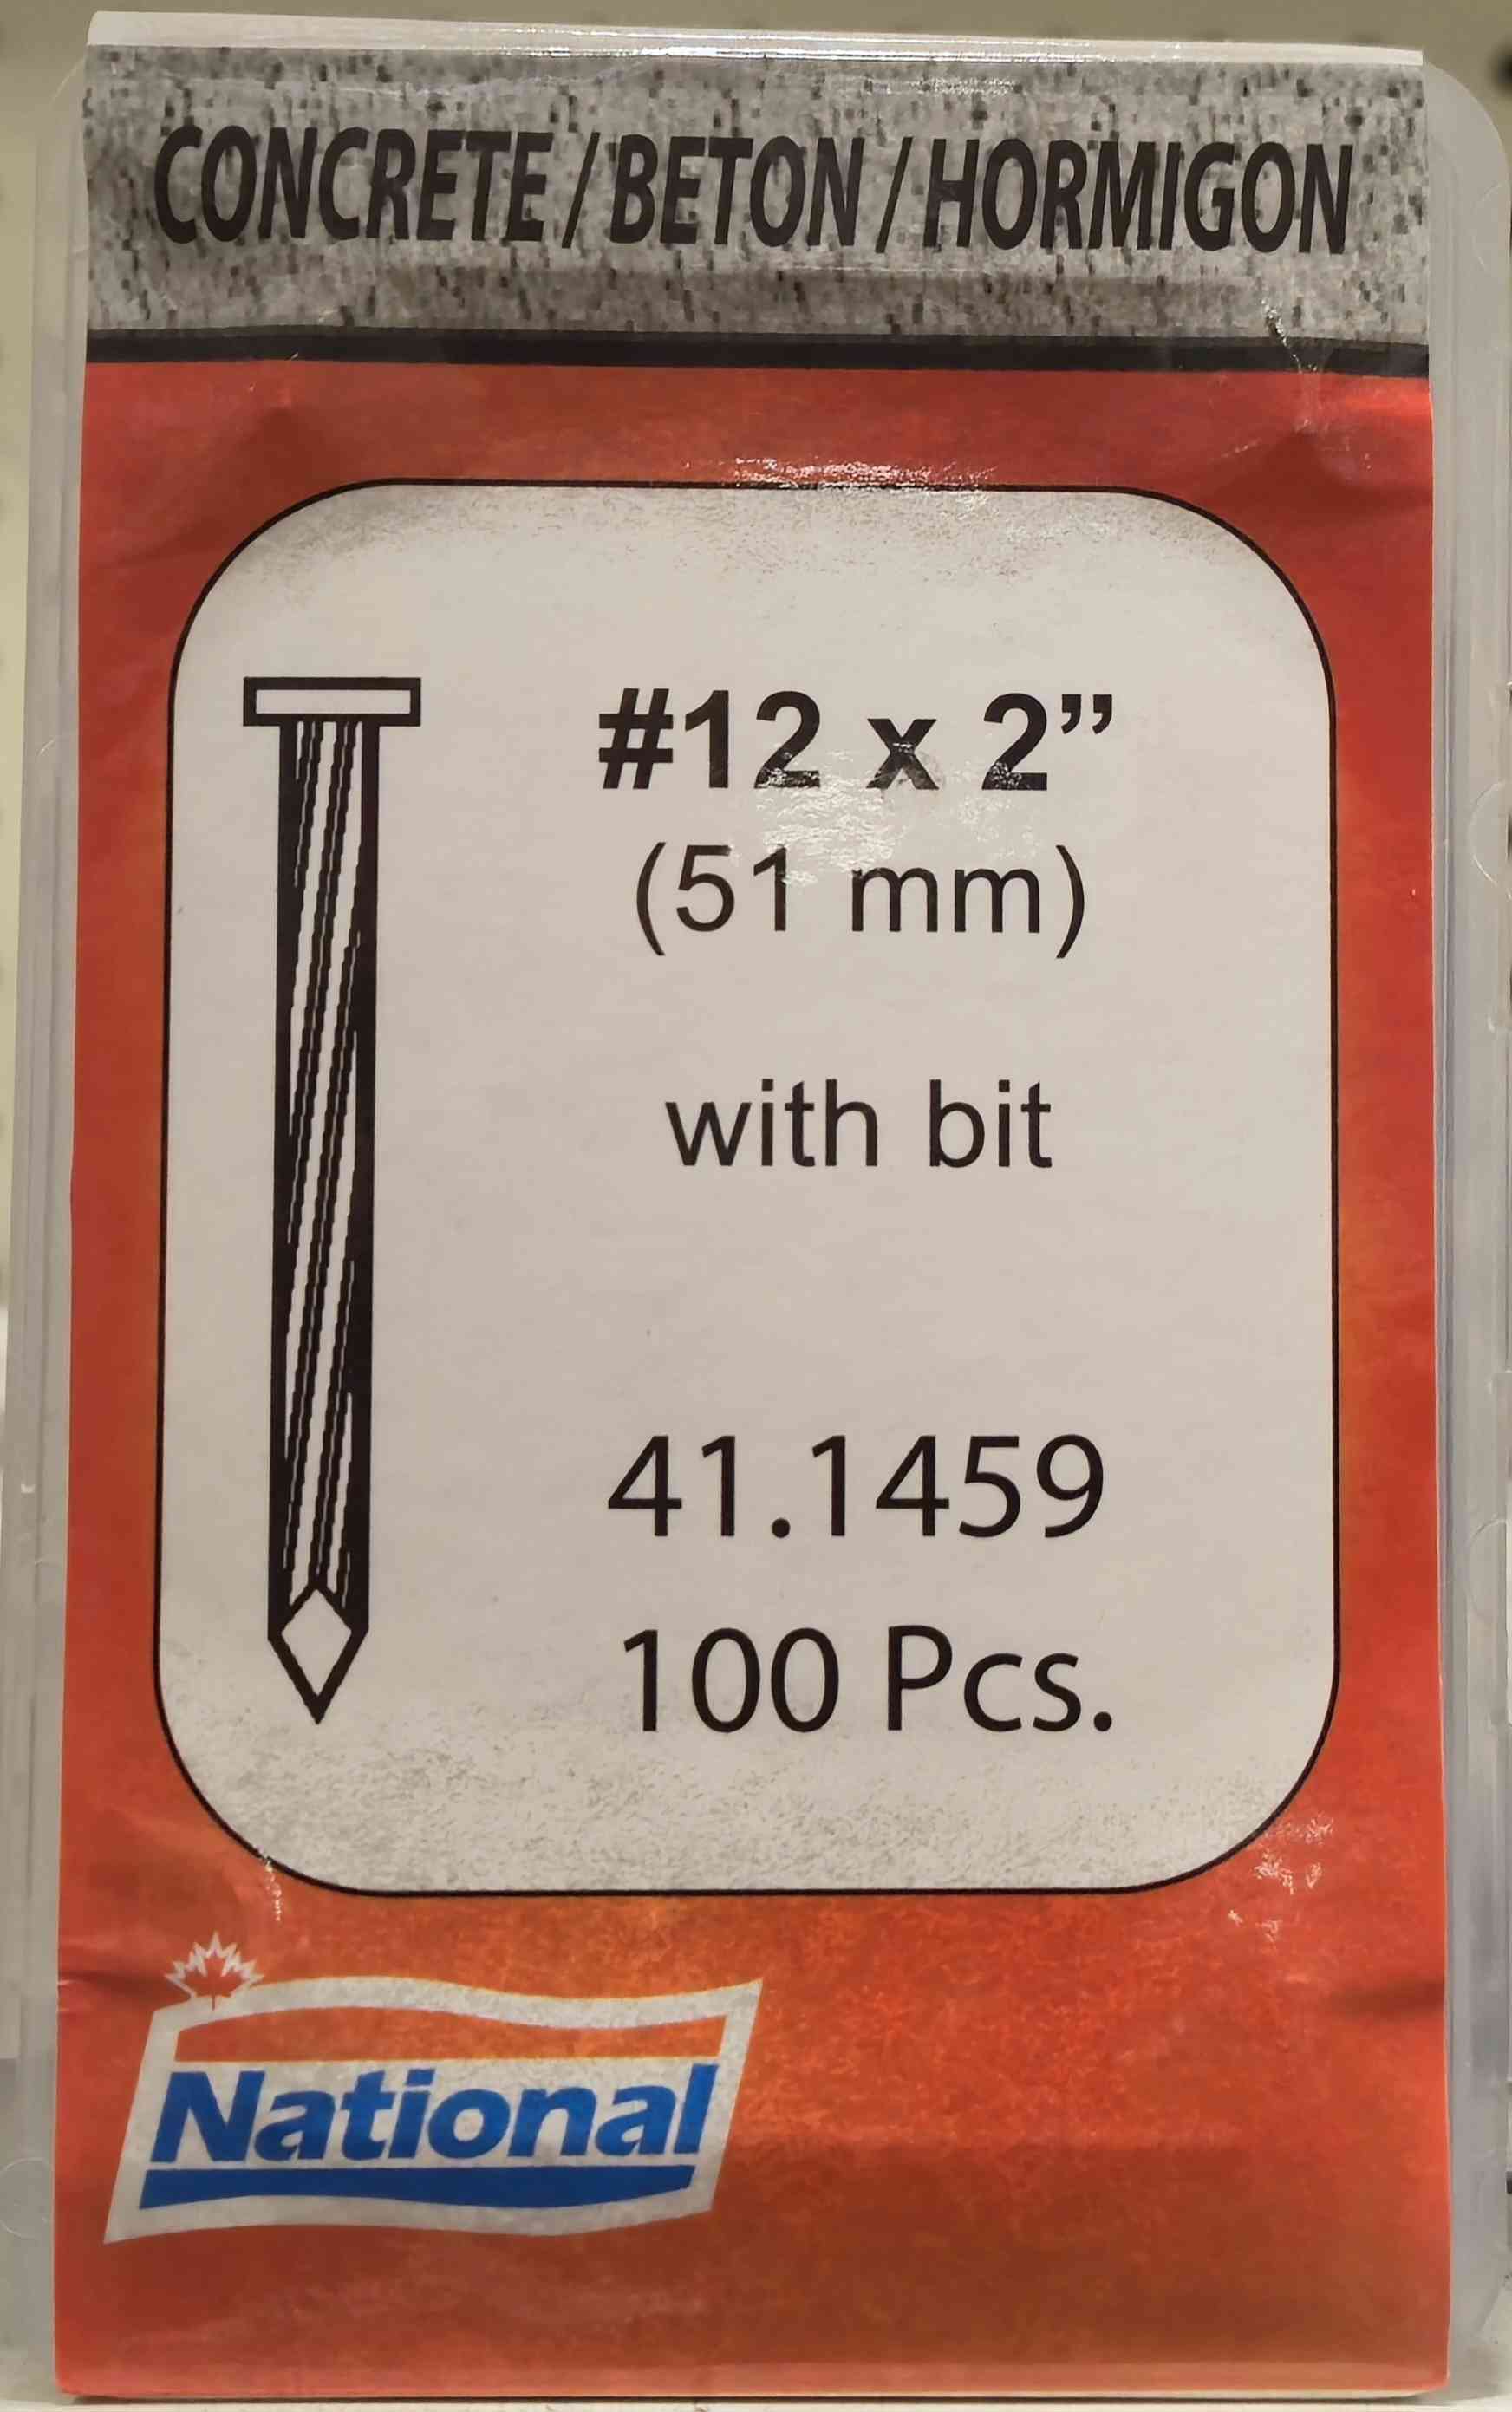 CONCRETE / BETON / HORMIGON
#12 x 2”
(51 mm)
with bit
41.1459
100 Pcs.
National